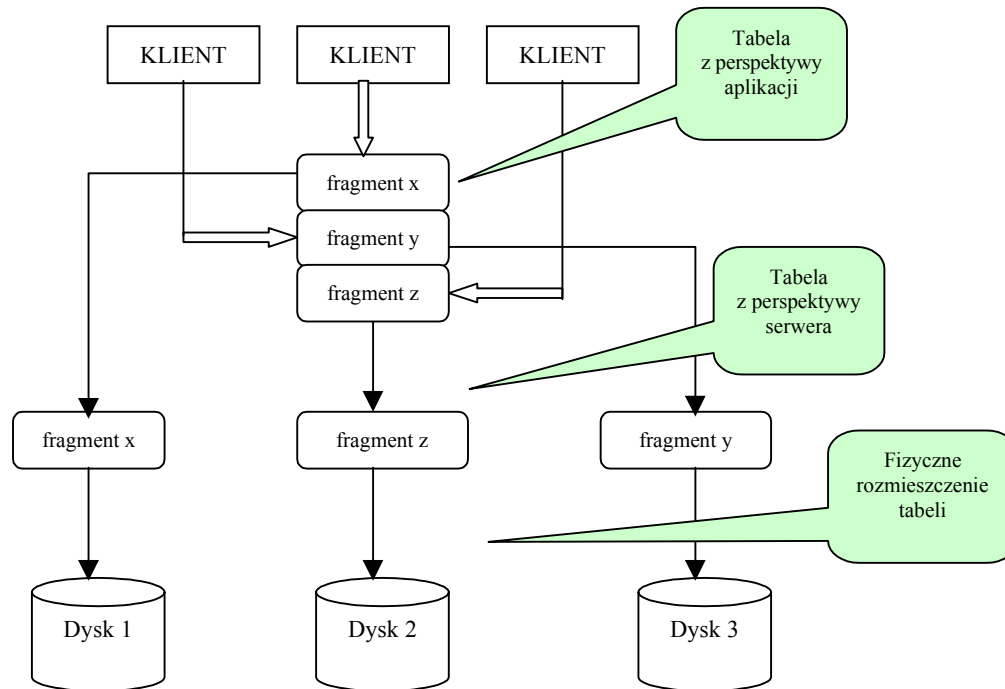 KLIENT
KLIENT
KLIENT
Tabela
z perspektywy
aplikacji
fragment x
fragment y
fragment z
Tabela
z perspektywy
serwera
fragment x
fragment z
fragment y
Fizyczne
rozmieszczenie
tabeli
Dysk 1
Dysk 2
Dysk 3